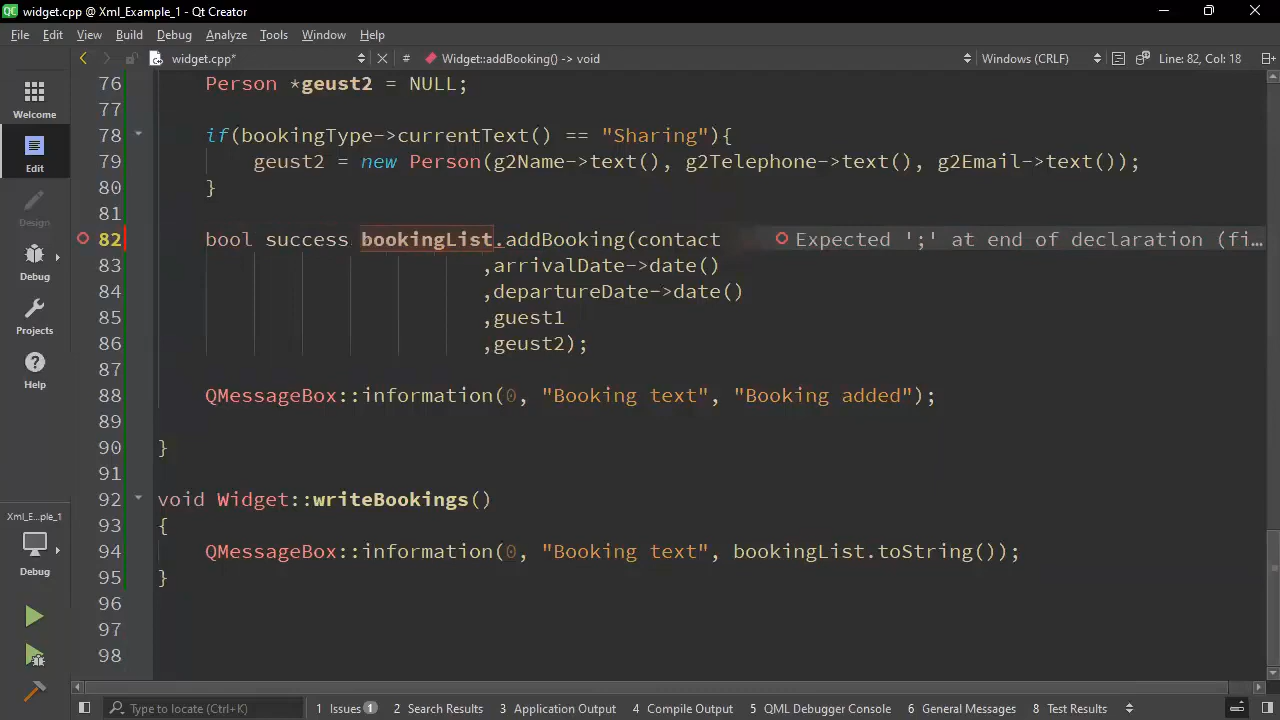 widget.cpp @ Xml_Example_1 - Qt Creator
File Edit View Build Debug Analyze Tools Window Help
widget.cpp* # Widget::addBooking() -> void Windows (CRLF) Line: 82, Col: 18
Welcome
Edit
Design
Debug
Projects
Help
Xml_E...ple_1
Debug
76 Person *geust2 = NULL;
77
78 if(bookingType->currentText() == "Sharing"){
79 geust2 = new Person(g2Name->text(), g2Telephone->text(), g2Email->text());
80 }
81
82 bool success bookingList.addBooking(contact Expected ';' at end of declaration (fi…
83 ,arrivalDate->date()
84 ,departureDate->date()
85 ,guest1
86 ,geust2);
87
88 QMessageBox::information(0, "Booking text", "Booking added");
89
90 }
91
92 void Widget::writeBookings()
93 {
94 QMessageBox::information(0, "Booking text", bookingList.toString());
95 }
96
97
98
Type to locate (Ctrl+K) 1 Issues 1 2 Search Results 3 Application Output 4 Compile Output 5 QML Debugger Console 6 General Messages 8 Test Results